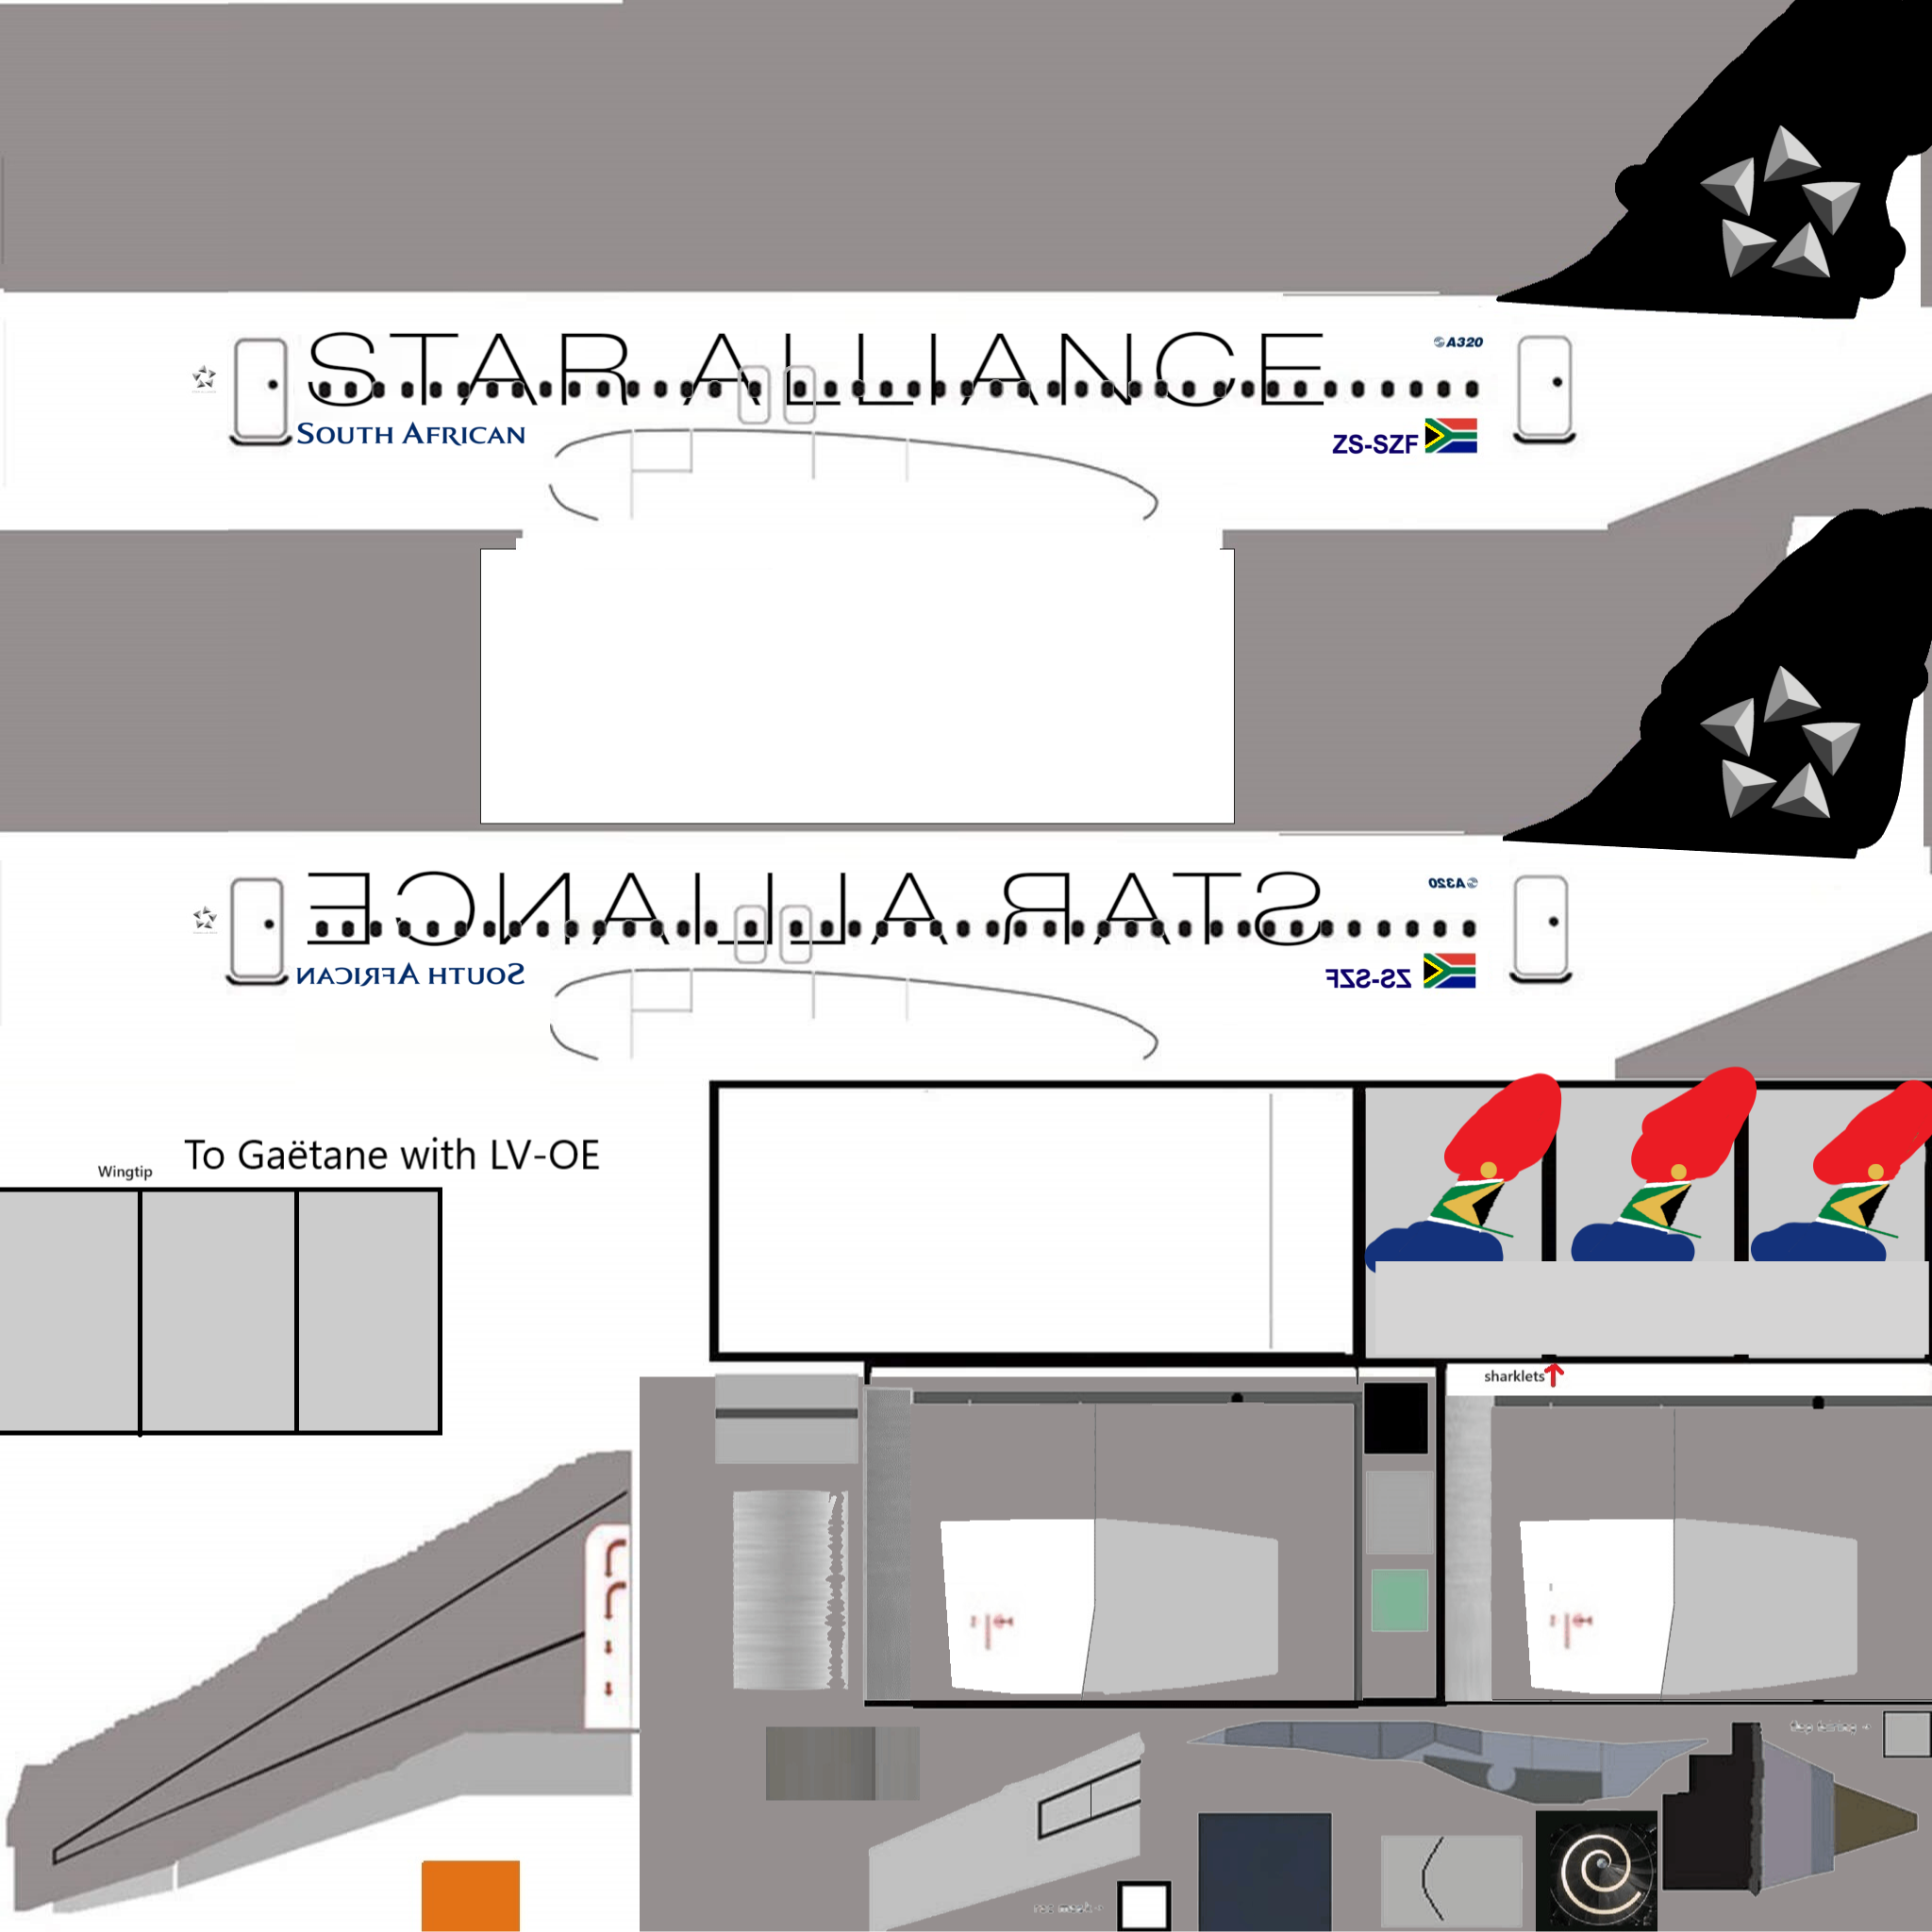 STAR ALLIANCE
A320
SOUTH AFRICAN
ZS-SZF
STAR ALLIANCE
A320
SOUTH AFRICAN
ZS-SZF
To Gaëtane with LV-OE
Wingtip
sharklets